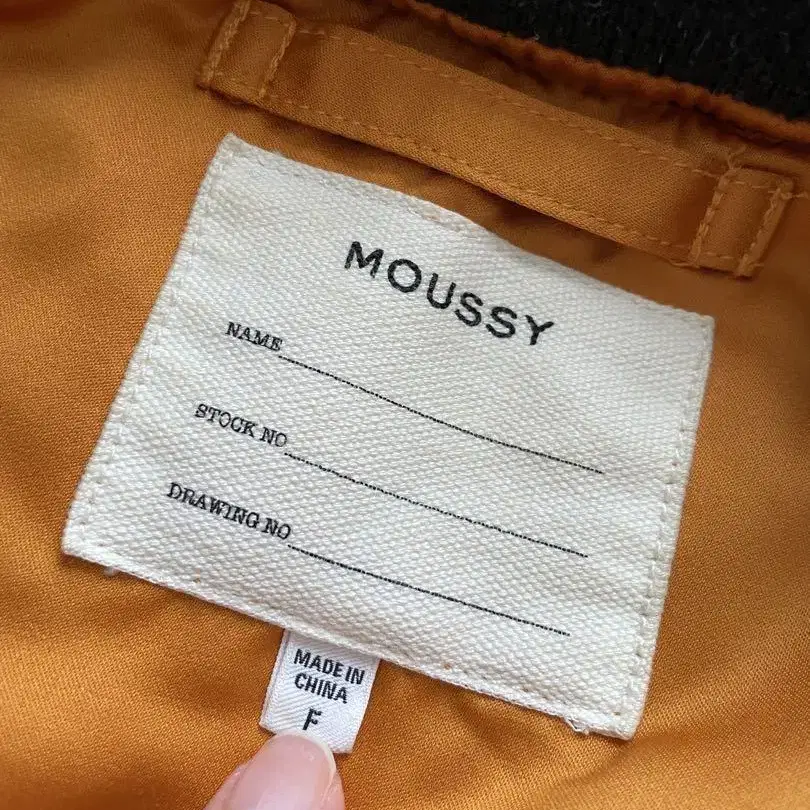 MOUSSY
NAME
STOCK NO
DRAWING NO
MADE IN
CHINA
F